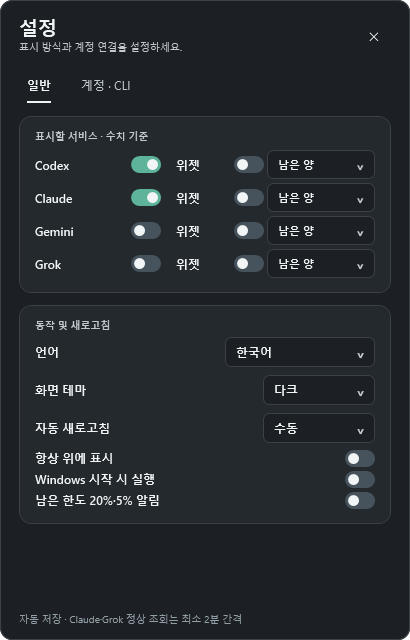 설정
표시 방식과 계정 연결을 설정하세요.
일반 계정 · CLI
표시할 서비스 · 수치 기준
Codex 위젯 남은 양
Claude 위젯 남은 양
Gemini 위젯 남은 양
Grok 위젯 남은 양
동작 및 새로고침
언어 한국어
화면 테마 다크
자동 새로고침 수동
항상 위에 표시
Windows 시작 시 실행
남은 한도 20%·5% 알림
자동 저장 · Claude·Grok 정상 조회는 최소 2분 간격